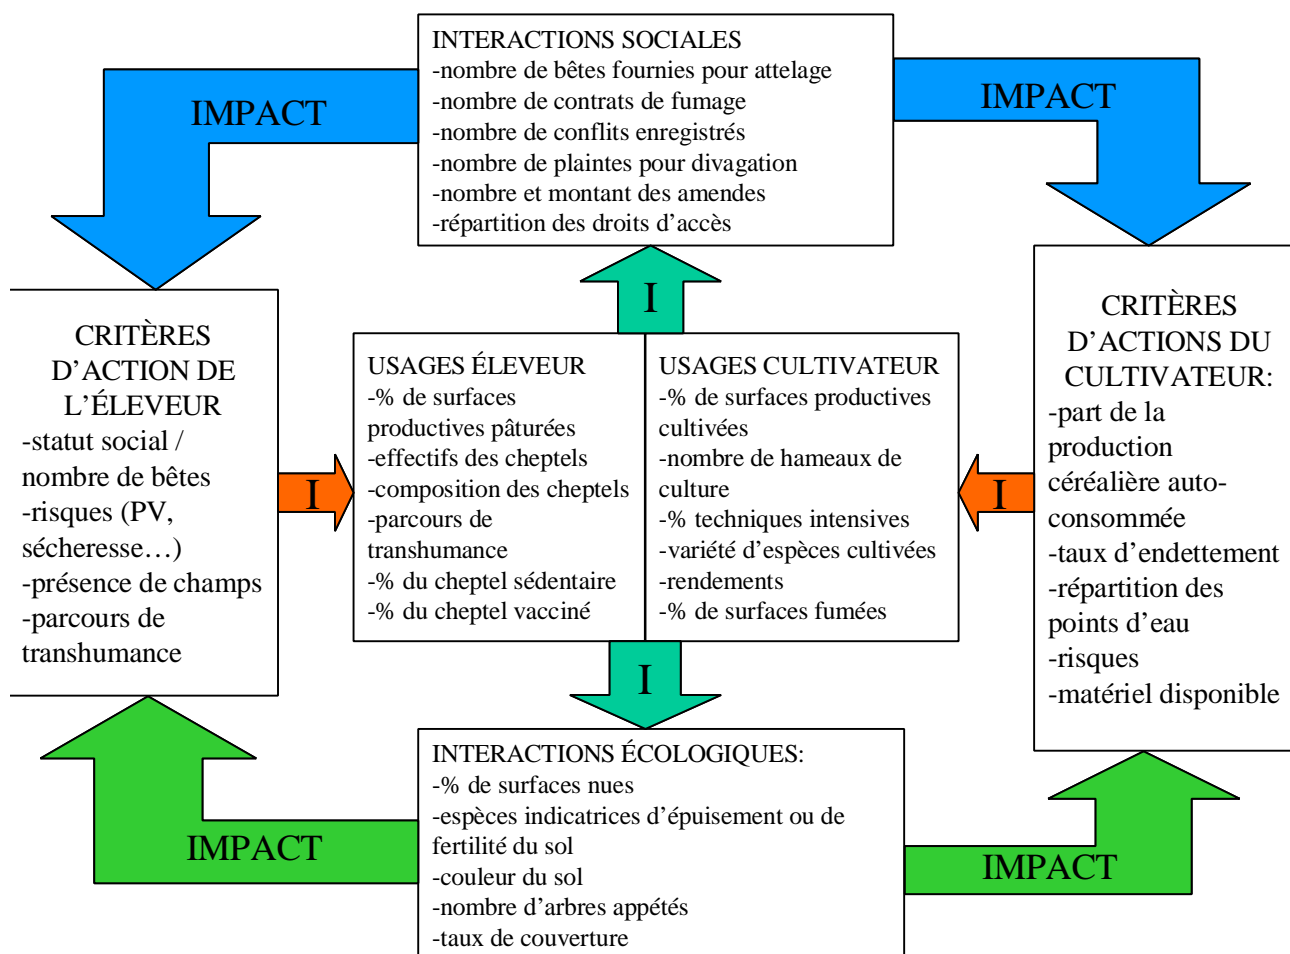 INTERACTIONS SOCIALES
-nombre de bêtes fournies pour attelage
-nombre de contrats de fumage
-nombre de conflits enregistrés
-nombre de plaintes pour divagation
-nombre et montant des amendes
-répartition des droits d'accès
IMPACT
IMPACT
I
CRITÈRES
D'ACTION DE
L'ÉLEVEUR
-statut social /
nombre de bêtes
-risques (PV,
sécheresse…)
-présence de champs
-parcours de
transhumance
I
USAGES ÉLEVEUR
-% de surfaces
productives pâturées
-effectifs des cheptels
-composition des cheptels
-parcours de
transhumance
-% du cheptel sédentaire
-% du cheptel vacciné
USAGES CULTIVATEUR
-% de surfaces productives
cultivées
-nombre de hameaux de
culture
-% techniques intensives
-variété d'espèces cultivées
-rendements
-% de surfaces fumées
I
CRITÈRES
D'ACTIONS DU
CULTIVATEUR:
-part de la
production
céréalière auto-
consommée
-taux d'endettement
-répartition des
points d'eau
-risques
-matériel disponible
I
INTERACTIONS ÉCOLOGIQUES:
-% de surfaces nues
-espèces indicatrices d'épuisement ou de
fertilité du sol
-couleur du sol
-nombre d'arbres appétés
-taux de couverture
IMPACT
IMPACT